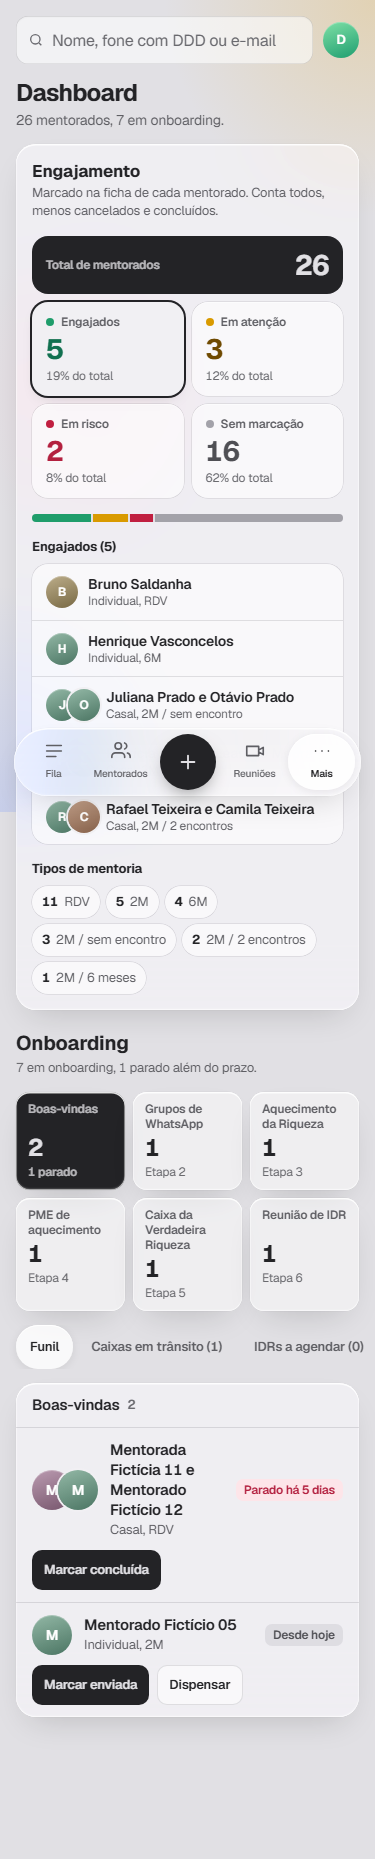 Nome, fone com DDD ou e-mail
D
Dashboard
26 mentorados, 7 em onboarding.
Engajamento
Marcado na ficha de cada mentorado. Conta todos,
menos cancelados e concluídos.
Total de mentorados 26
Engajados
5
19% do total
Em atenção
3
12% do total
Em risco
2
8% do total
Sem marcação
16
62% do total
Engajados (5)
B
Bruno Saldanha
Individual, RDV
H
Henrique Vasconcelos
Individual, 6M
J O
Juliana Prado e Otávio Prado
Casal, 2M / sem encontro
Fila
Mentorados
Reuniões
Mais
R C
Rafael Teixeira e Camila Teixeira
Casal, 2M / 2 encontros
Tipos de mentoria
11 RDV
5 2M
4 6M
3 2M / sem encontro
2 2M / 2 encontros
1 2M / 6 meses
Onboarding
7 em onboarding, 1 parado além do prazo.
Boas-vindas
2
1 parado
Grupos de
WhatsApp
1
Etapa 2
Aquecimento
da Riqueza
1
Etapa 3
PME de
aquecimento
1
Etapa 4
Caixa da
Verdadeira
Riqueza
1
Etapa 5
Reunião de IDR
1
Etapa 6
Funil
Caixas em trânsito (1)
IDRs a agendar (0)
Boas-vindas 2
M M
Mentorada
Fictícia 11 e
Mentorado
Fictício 12
Casal, RDV
Parado há 5 dias
Marcar concluída
M
Mentorado Fictício 05
Individual, 2M
Desde hoje
Marcar enviada
Dispensar